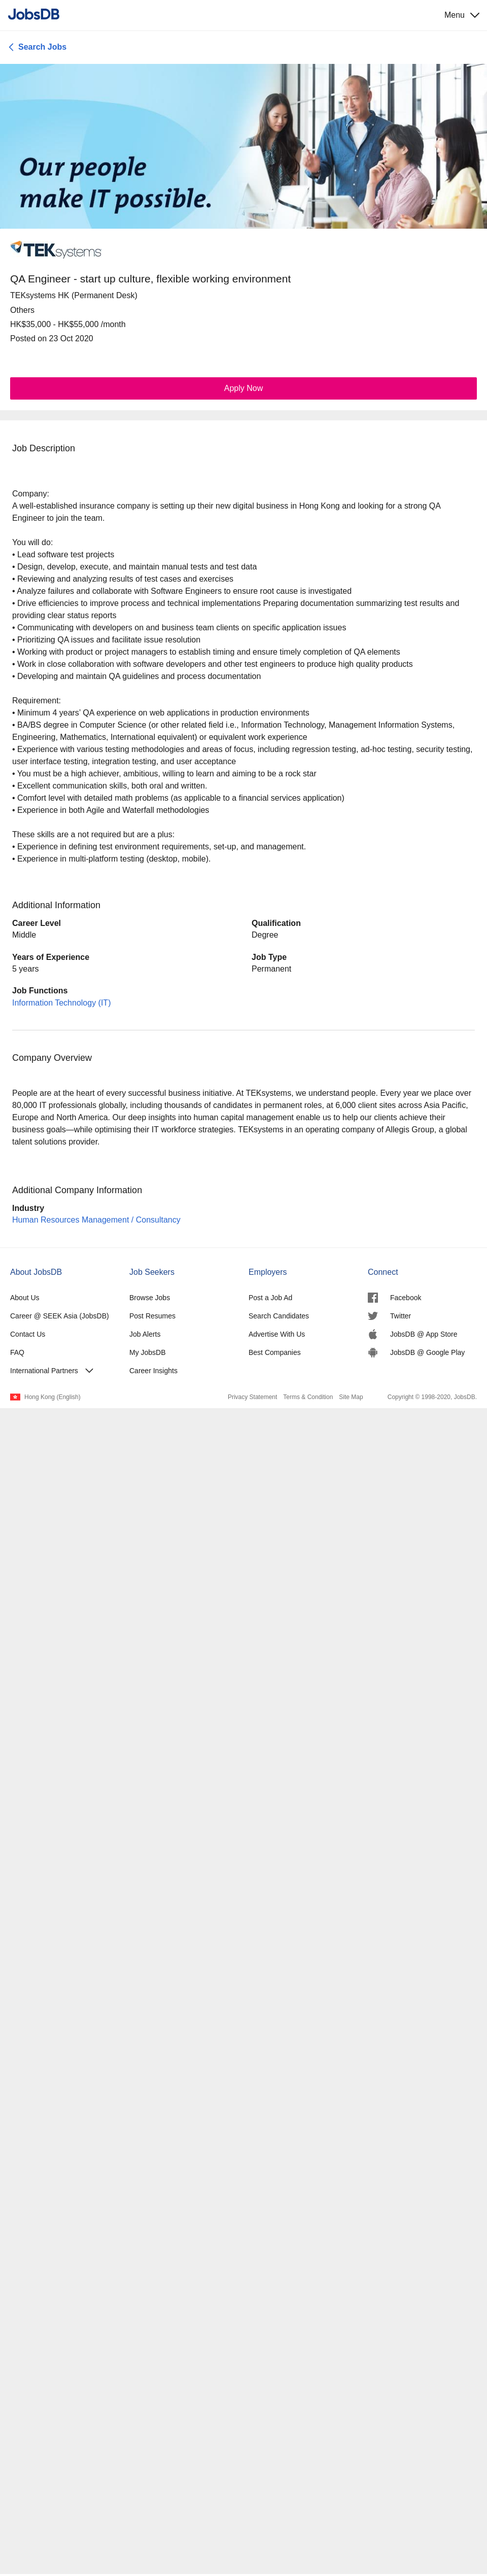 JobsDB
Menu
Search Jobs
Our people
make IT possible.
TEKsystems
QA Engineer - start up culture, flexible working environment
TEKsystems HK (Permanent Desk)
Others
HK$35,000 - HK$55,000 /month
Posted on 23 Oct 2020
Apply Now
Job Description
Company:
A well-established insurance company is setting up their new digital business in Hong Kong and looking for a strong QA
Engineer to join the team.
You will do:
• Lead software test projects
• Design, develop, execute, and maintain manual tests and test data
• Reviewing and analyzing results of test cases and exercises
• Analyze failures and collaborate with Software Engineers to ensure root cause is investigated
• Drive efficiencies to improve process and technical implementations Preparing documentation summarizing test results and
providing clear status reports
• Communicating with developers on and business team clients on specific application issues
• Prioritizing QA issues and facilitate issue resolution
• Working with product or project managers to establish timing and ensure timely completion of QA elements
• Work in close collaboration with software developers and other test engineers to produce high quality products
• Developing and maintain QA guidelines and process documentation
Requirement:
• Minimum 4 years' QA experience on web applications in production environments
• BA/BS degree in Computer Science (or other related field i.e., Information Technology, Management Information Systems,
Engineering, Mathematics, International equivalent) or equivalent work experience
• Experience with various testing methodologies and areas of focus, including regression testing, ad-hoc testing, security testing,
user interface testing, integration testing, and user acceptance
• You must be a high achiever, ambitious, willing to learn and aiming to be a rock star
• Excellent communication skills, both oral and written.
• Comfort level with detailed math problems (as applicable to a financial services application)
• Experience in both Agile and Waterfall methodologies
These skills are a not required but are a plus:
• Experience in defining test environment requirements, set-up, and management.
• Experience in multi-platform testing (desktop, mobile).
Additional Information
Career Level
Middle
Qualification
Degree
Years of Experience
5 years
Job Type
Permanent
Job Functions
Information Technology (IT)
Company Overview
People are at the heart of every successful business initiative. At TEKsystems, we understand people. Every year we place over
80,000 IT professionals globally, including thousands of candidates in permanent roles, at 6,000 client sites across Asia Pacific,
Europe and North America. Our deep insights into human capital management enable us to help our clients achieve their
business goals—while optimising their IT workforce strategies. TEKsystems in an operating company of Allegis Group, a global
talent solutions provider.
Additional Company Information
Industry
Human Resources Management / Consultancy
About JobsDB
About Us
Career @ SEEK Asia (JobsDB)
Contact Us
FAQ
International Partners
Job Seekers
Browse Jobs
Post Resumes
Job Alerts
My JobsDB
Career Insights
Employers
Post a Job Ad
Search Candidates
Advertise With Us
Best Companies
Connect
Facebook
Twitter
JobsDB @ App Store
JobsDB @ Google Play
Hong Kong (English)
Privacy Statement Terms & Condition Site Map Copyright © 1998-2020, JobsDB.